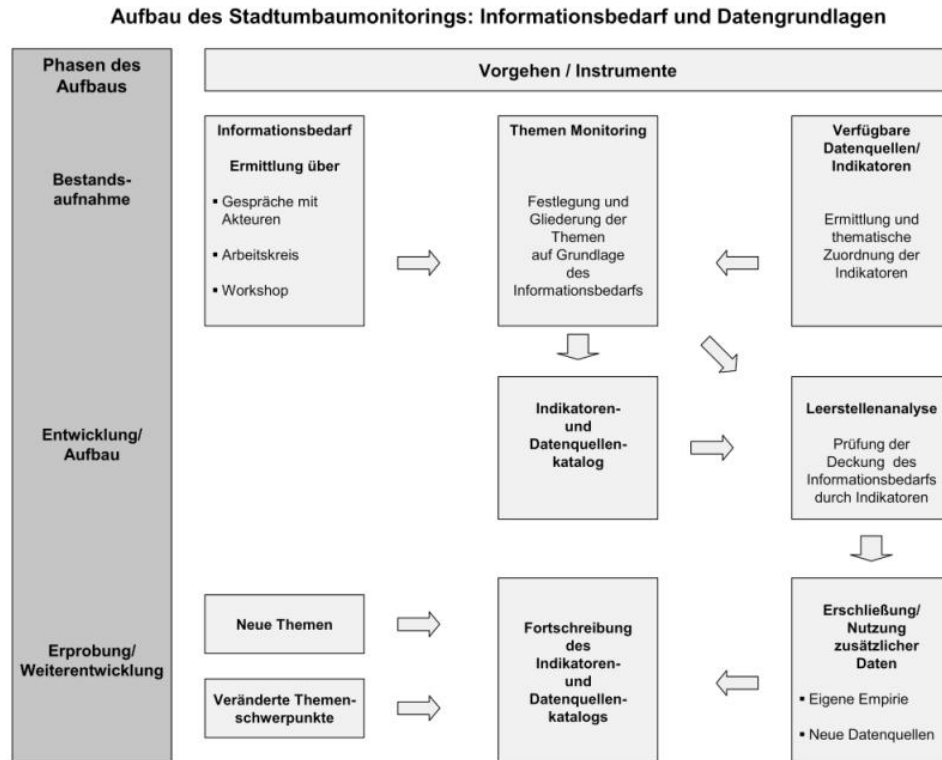 Aufbau des Stadtumbaumonitorings: Informationsbedarf und Datengrundlagen
Phasen des
Aufbaus
Vorgehen / Instrumente
Bestands-
aufnahme
Informationsbedarf
Ermittlung über
▪ Gespräche mit
Akteuren
▪ Arbeitskreis
▪ Workshop
Themen Monitoring
Festlegung und
Gliederung der
Themen
auf Grundlage
des
Informationsbedarfs
Verfügbare
Datenquellen/
Indikatoren
Ermittlung und
thematische
Zuordnung der
Indikatoren
Entwicklung/
Aufbau
Indikatoren-
und
Datenquellen-
katalog
Leerstellenanalyse
Prüfung der
Deckung des
Informationsbedarfs
durch Indikatoren
Erprobung/
Weiterentwicklung
Neue Themen
Veränderte Themen-
schwerpunkte
Fortschreibung
des
Indikatoren-
und
Datenquellen-
katalogs
Erschließung/
Nutzung
zusätzlicher
Daten
▪ Eigene Empirie
▪ Neue Datenquellen